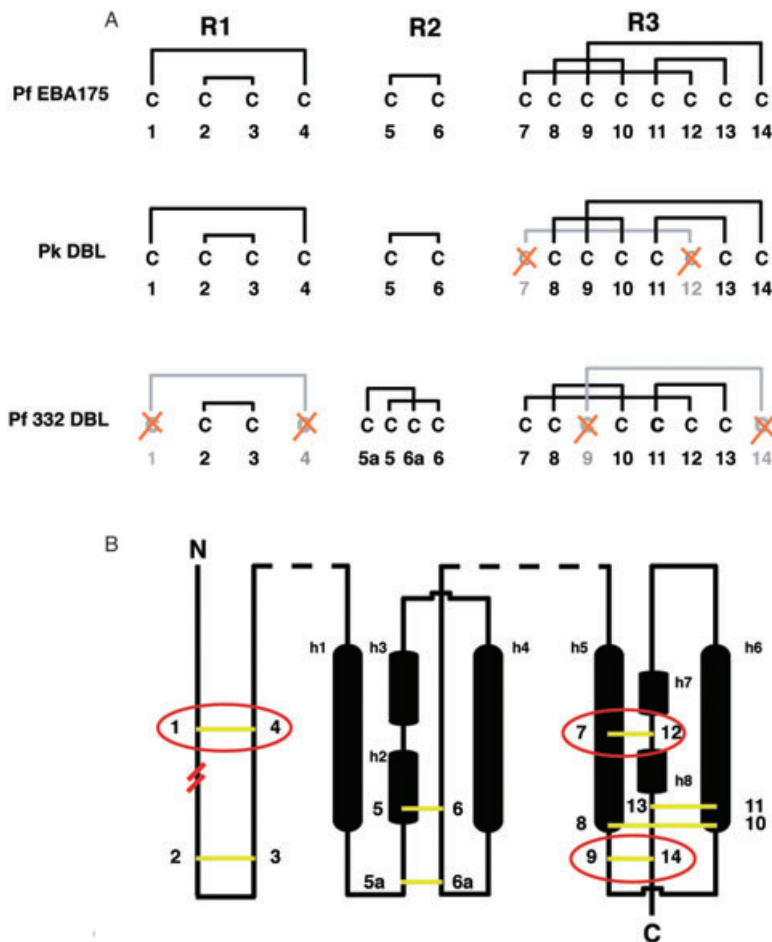 A
R1 R2 R3
Pf EBA175
C C C C C C C C C C C C C C
1 2 3 4 5 6 7 8 9 10 11 12 13 14
Pk DBL
C C C C C C C C C C C C
1 2 3 4 5 6 7 8 9 10 11 12 13 14
Pf 332 DBL
C C C C C C C C C C C C
1 2 3 4 5a 5 6a 6 7 8 9 10 11 12 13 14
B
N
h1 h3 h4 h5 h6
h7
1 4 7 12
h2 h8
5 6 13 11
8 10
2 3 9 14
5a 6a
C